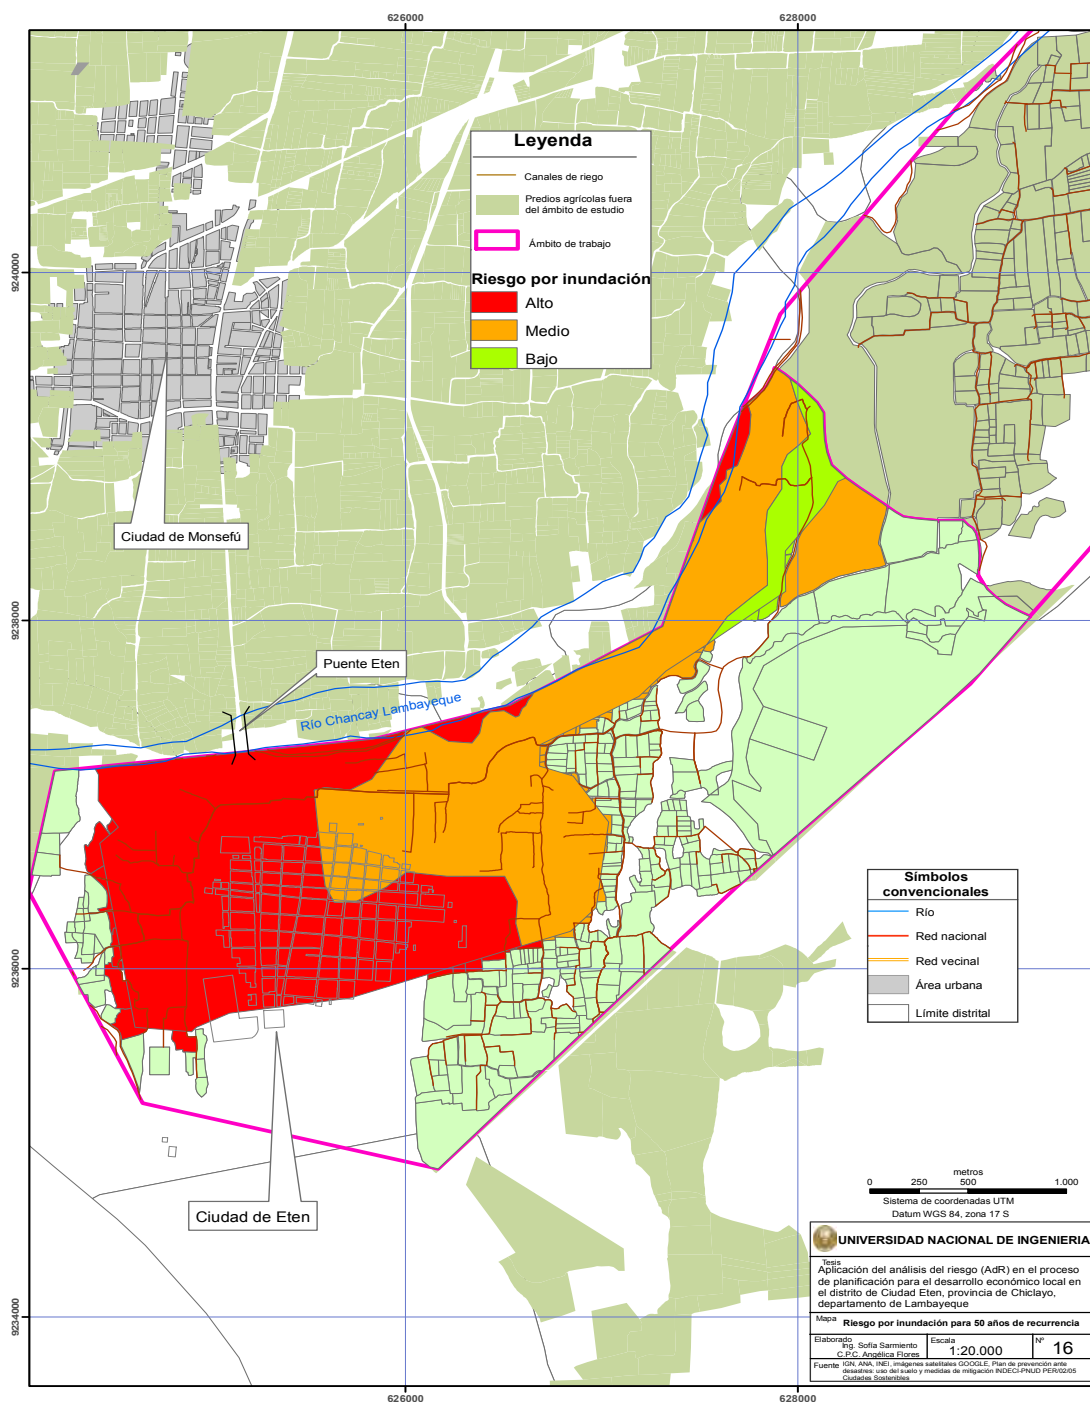 626000
628000
9240000
9238000
9236000
9234000
Leyenda
Canales de riego
Predios agrícolas fuera
del ámbito de estudio
Ámbito de trabajo
Riesgo por inundación
Alto
Medio
Bajo
Ciudad de Monsefú
Puente Eten
Río Chancay Lambayeque
Ciudad de Eten
Símbolos
convencionales
Río
Red nacional
Red vecinal
Área urbana
Límite distrital
metros
0 250 500 1.000
Sistema de coordenadas UTM
Datum WGS 84, zona 17 S
UNIVERSIDAD NACIONAL DE INGENIERIA
Tesis
Aplicación del análisis del riesgo (AdR) en el proceso
de planificación para el desarrollo económico local en
el distrito de Ciudad Eten, provincia de Chiclayo,
departamento de Lambayeque
Mapa Riesgo por inundación para 50 años de recurrencia
Elaborado
Ing. Sofía Sarmiento
C.P.C. Angélica Flores
Escala
1:20.000
Nº
16
Fuente IGN, ANA, INEI, imágenes satelitales GOOGLE, Plan de prevención ante
desastres: uso del suelo y medidas de mitigación INDECI-PNUD PER/02/05
Ciudades Sostenibles
626000
628000